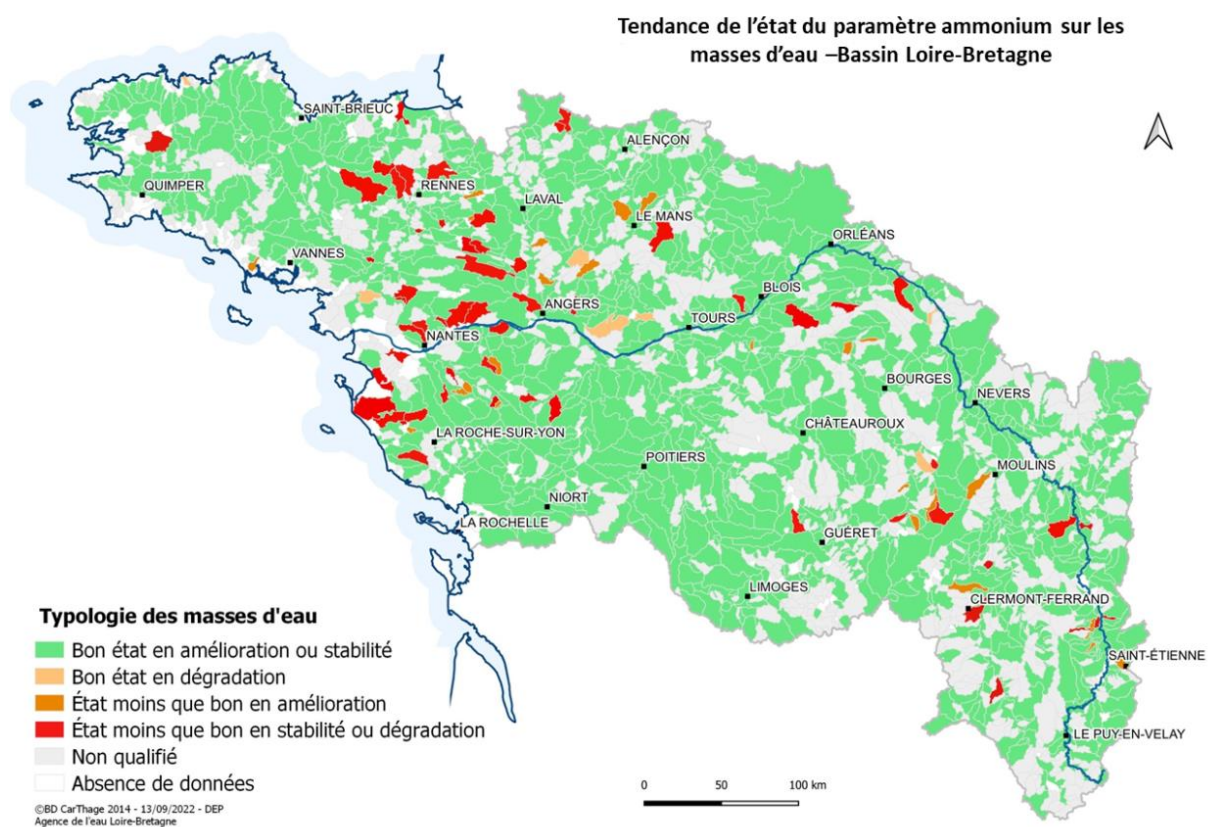 Tendance de l'état du paramètre ammonium sur les
masses d'eau –Bassin Loire-Bretagne
SAINT-BRIEUC
ALENÇON
QUIMPER
RENNES
LAVAL
LE MANS
ORLÉANS
VANNES
BLOIS
ANGERS
TOURS
NANTES
BOURGES
NEVERS
CHÂTEAUROUX
LA ROCHE-SUR-YON
POITIERS
MOULINS
NIORT
LA ROCHELLE
GUÉRET
LIMOGES
CLERMONT-FERRAND
SAINT-ÉTIENNE
LE PUY-EN-VELAY
Typologie des masses d'eau
Bon état en amélioration ou stabilité
Bon état en dégradation
État moins que bon en amélioration
État moins que bon en stabilité ou dégradation
Non qualifié
Absence de données
0 50 100 km
©BD CarThage 2014 - 13/09/2022 - DEP
Agence de l'eau Loire-Bretagne